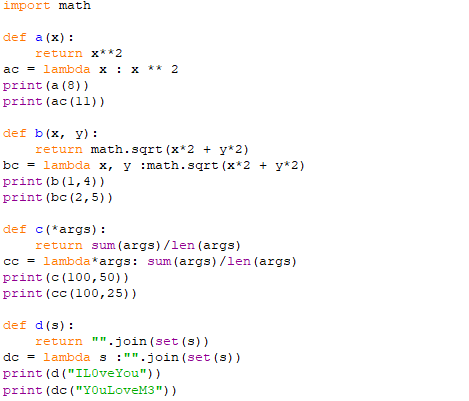 import math
def a(x):
    return x**2
ac = lambda x : x ** 2
print(a(8))
print(ac(11))
def b(x, y):
    return math.sqrt(x*2 + y*2)
bc = lambda x, y :math.sqrt(x*2 + y*2)
print(b(1,4))
print(bc(2,5))
def c(*args):
    return sum(args)/len(args)
cc = lambda*args: sum(args)/len(args)
print(c(100,50))
print(cc(100,25))
def d(s):
    return "".join(set(s))
dc = lambda s :"".join(set(s))
print(d("IL0veYou"))
print(dc("Y0uLoveM3"))